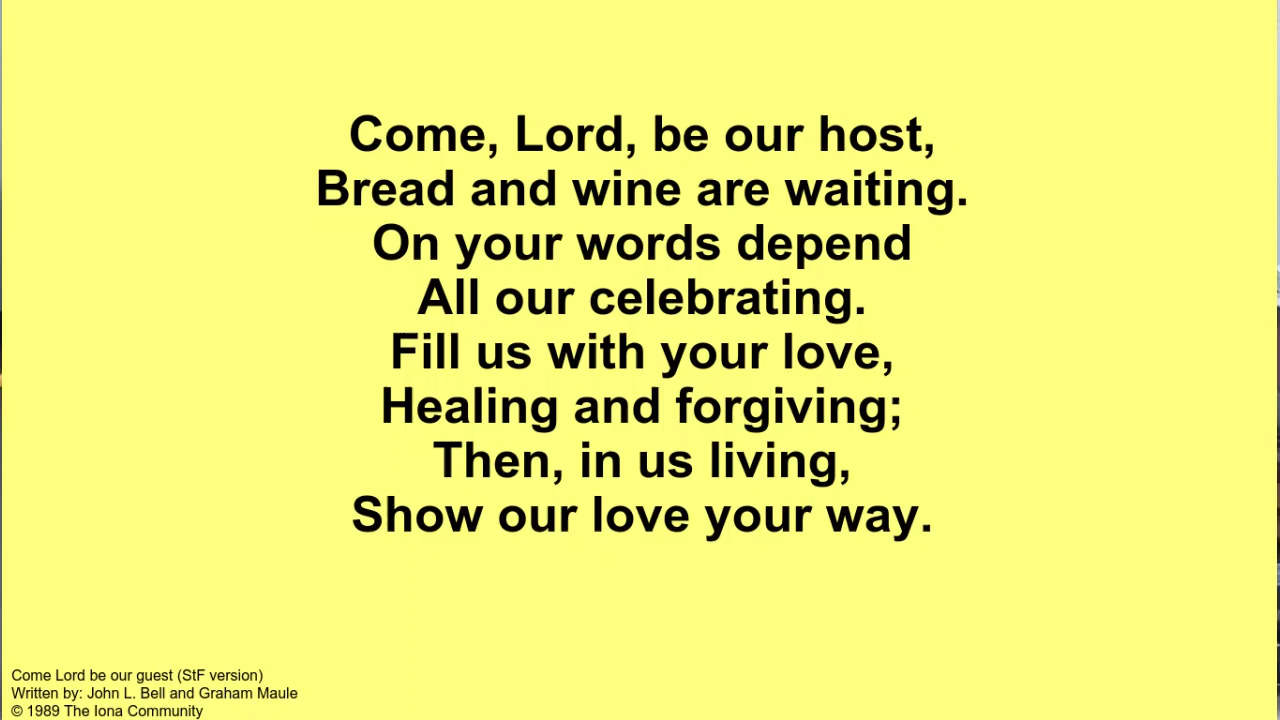 Come, Lord, be our host,
Bread and wine are waiting.
On your words depend
All our celebrating.
Fill us with your love,
Healing and forgiving;
Then, in us living,
Show our love your way.
Come Lord be our guest (StF version)
Written by: John L. Bell and Graham Maule
© 1989 The Iona Community